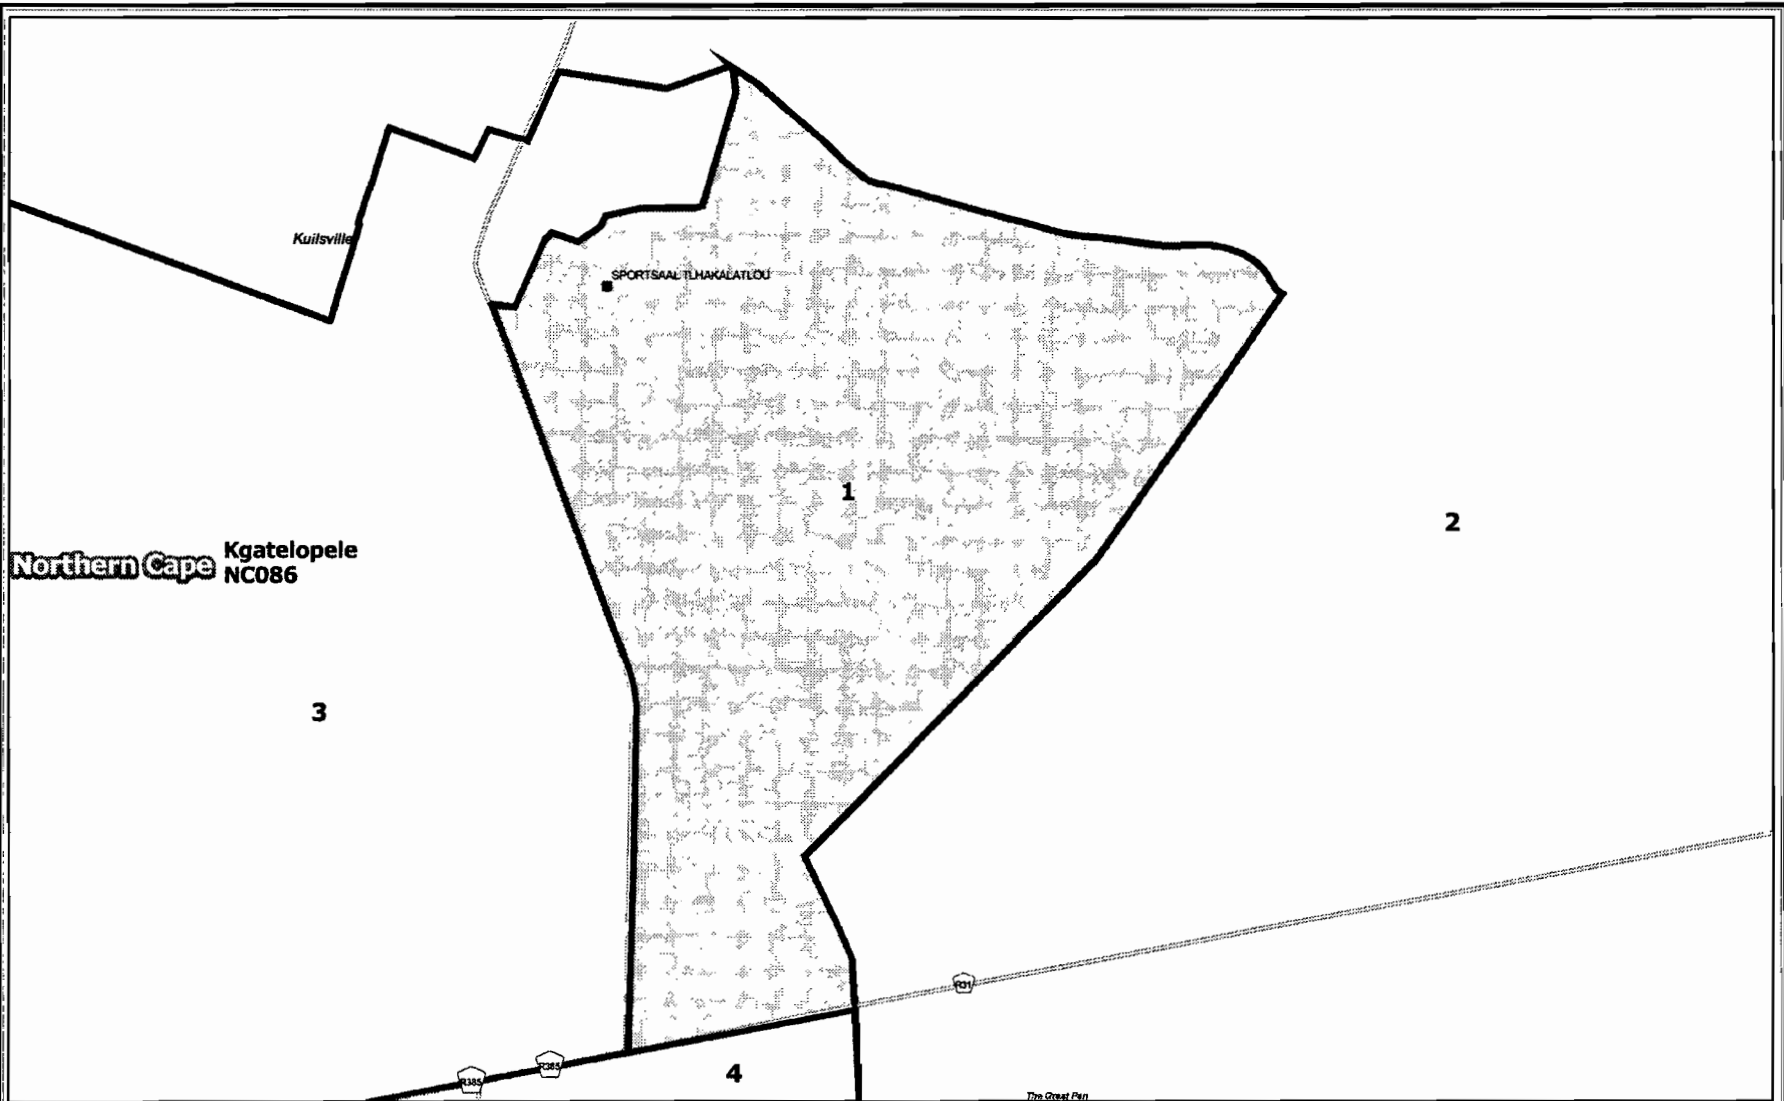 Kuilsville
SPORTSAAL TLHAKALATLOU
1
2
Northern Cape
Kgatelopele
NC086
3
R31
R385
R385
4
The Great Pan